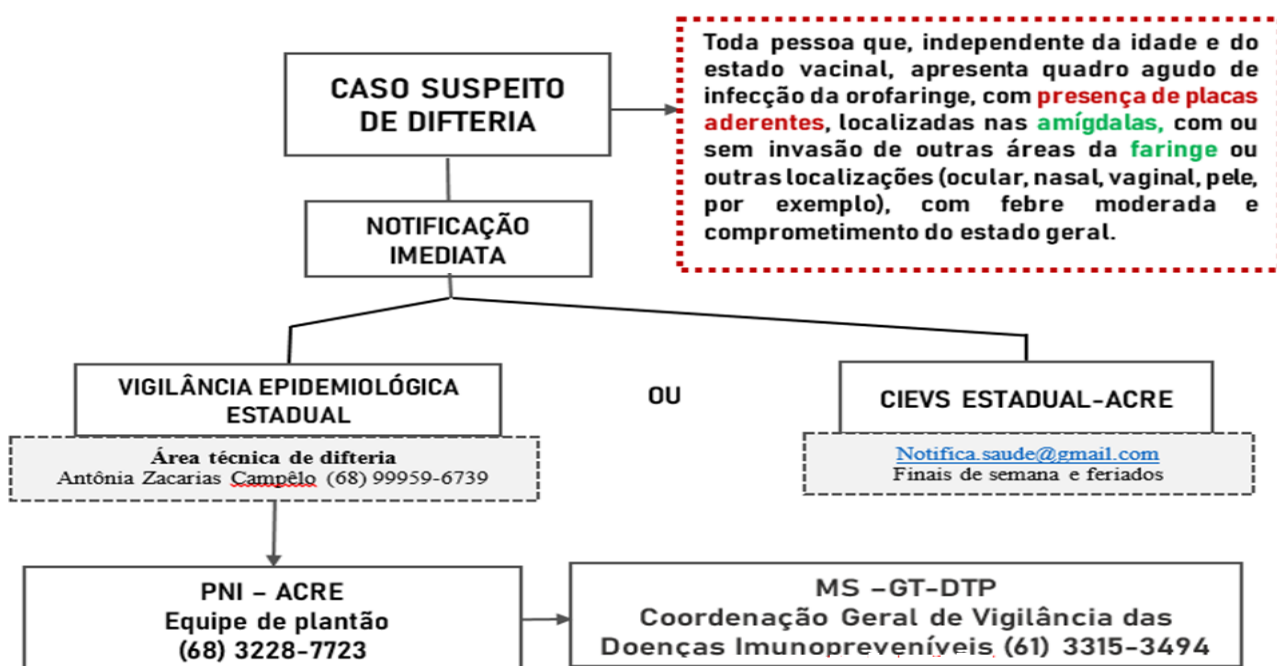 CASO SUSPEITO
DE DIFTERIA
Toda pessoa que, independente da idade e do
estado vacinal, apresenta quadro agudo de
infecção da orofaringe, com presença de placas
aderentes, localizadas nas amígdalas, com ou
sem invasão de outras áreas da faringe ou
outras localizações (ocular, nasal, vaginal, pele,
por exemplo), com febre moderada e
comprometimento do estado geral.
NOTIFICAÇÃO
IMEDIATA
VIGILÂNCIA EPIDEMIOLÓGICA
ESTADUAL
Área técnica de difteria
Antônia Zacarias Campêlo (68) 99959-6739
OU
CIEVS ESTADUAL-ACRE
Notifica.saude@gmail.com
Finais de semana e feriados
PNI – ACRE
Equipe de plantão
(68) 3228-7723
MS –GT-DTP
Coordenação Geral de Vigilância das
Doenças Imunopreveníveis (61) 3315-3494